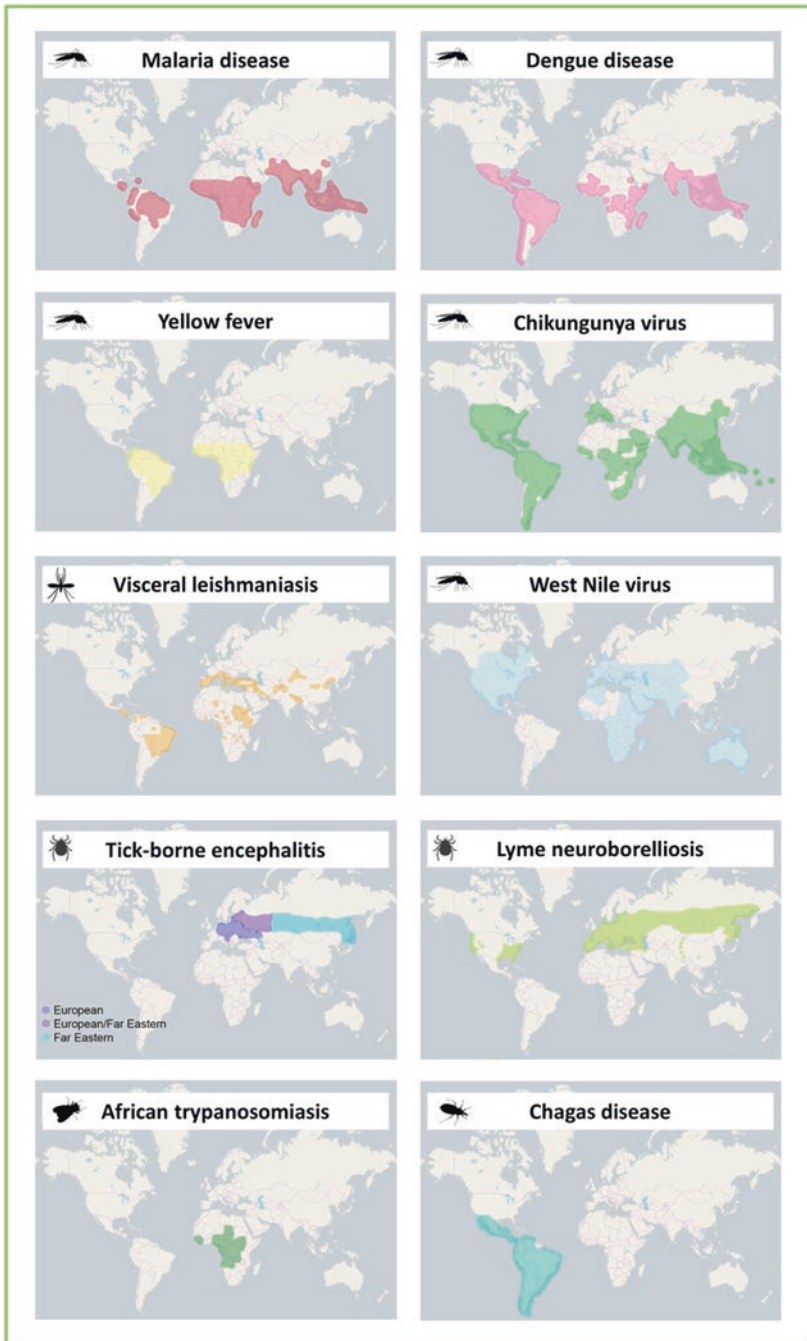 Malaria disease
Dengue disease
Yellow fever
Chikungunya virus
Visceral leishmaniasis
West Nile virus
Tick-borne encephalitis
European
European/Far Eastern
Far Eastern
Lyme neuroborelliosis
African trypanosomiasis
Chagas disease